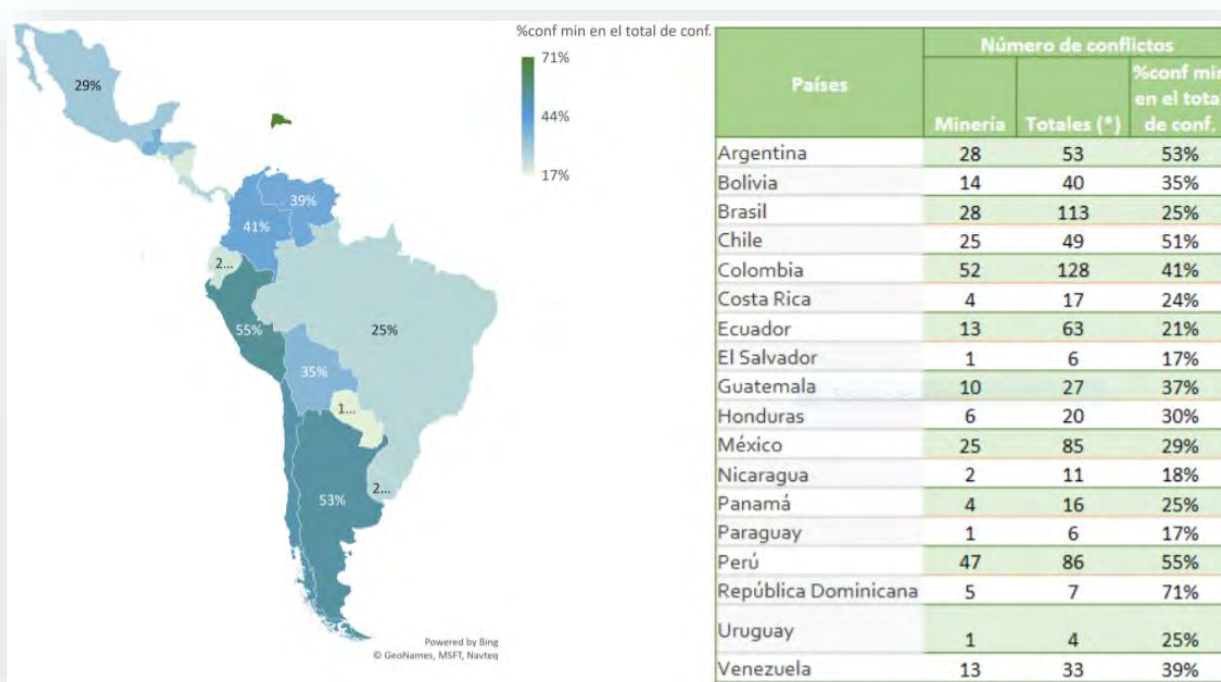 %conf min en el total de conf.
71%
44%
17%
29%
39%
41%
2...
55%
25%
35%
1...
2...
53%
Powered by Bing
© GeoNames, MSFT, Navteq
Países Número de conflictos
Minería Totales (*) %conf min en el total de conf.
Argentina 28 53 53%
Bolivia 14 40 35%
Brasil 28 113 25%
Chile 25 49 51%
Colombia 52 128 41%
Costa Rica 4 17 24%
Ecuador 13 63 21%
El Salvador 1 6 17%
Guatemala 10 27 37%
Honduras 6 20 30%
México 25 85 29%
Nicaragua 2 11 18%
Panamá 4 16 25%
Paraguay 1 6 17%
Perú 47 86 55%
República Dominicana 5 7 71%
Uruguay 1 4 25%
Venezuela 13 33 39%